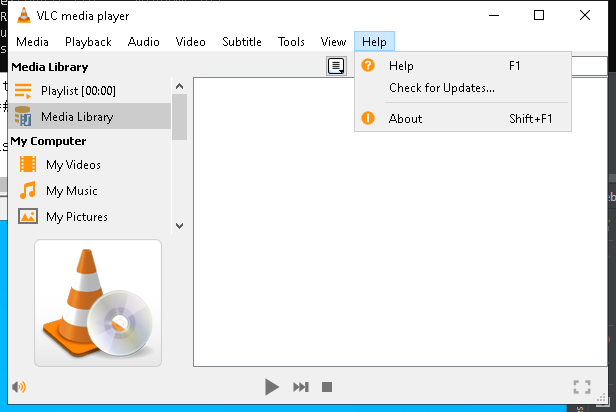 VLC media player
Media Playback Audio Video Subtitle Tools View Help
Media Library
Playlist [00:00]
Media Library
My Computer
My Videos
My Music
My Pictures
Help F1
Check for Updates...
About Shift+F1